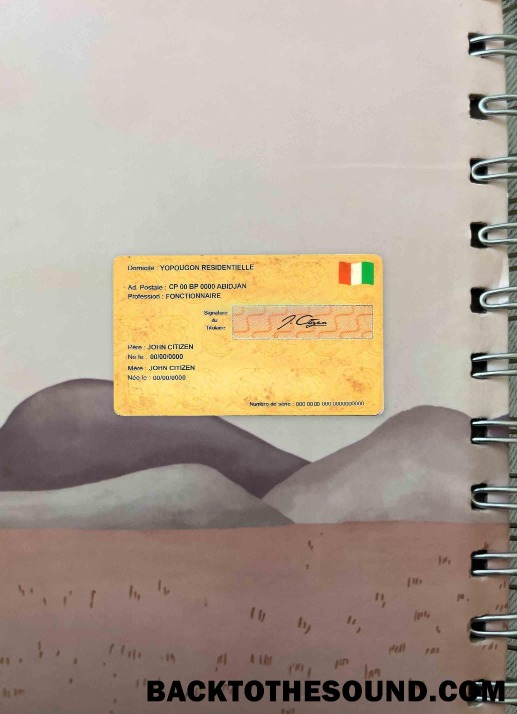 Domicile : YOPOUGON RESIDENTIELLE
Ad. Postale : CP 00 BP 0000 ABIDJAN
Profession : FONCTIONNAIRE
Signature
du
Titulaire
J. Citizen
Père : JOHN CITIZEN
Né le : 00/00/0000
Mère : JOHN CITIZEN
Née le : 00/00/0000
Numéro de série : 000 0000 000 0000000000
BACKTOTHESOUND.COM